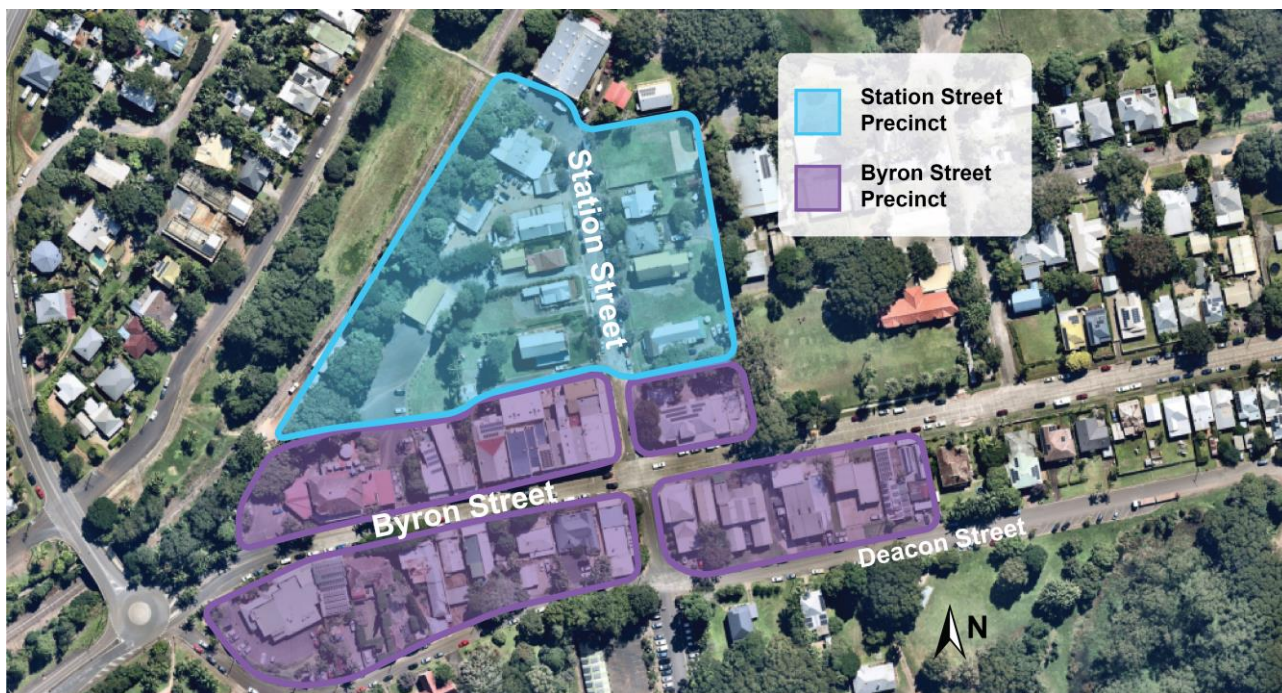 Station Street
Precinct
Byron Street
Precinct
Station Street
Byron Street
Deacon Street
N